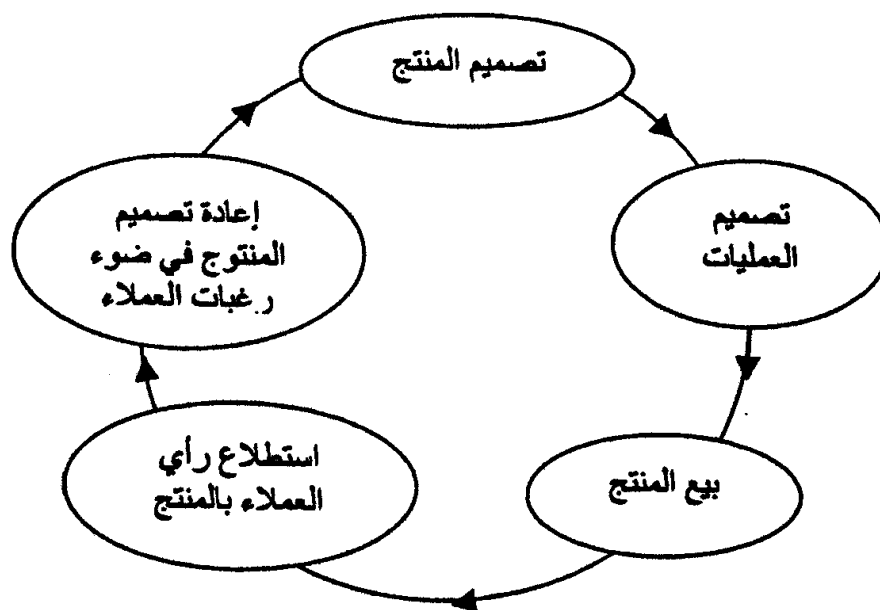 تصميم المنتج
تصميم
العمليات
بيع المنتج
استطلاع رأي
العملاء بالمنتج
إعادة تصميم
المنتوج في ضوء
رغبات العملاء